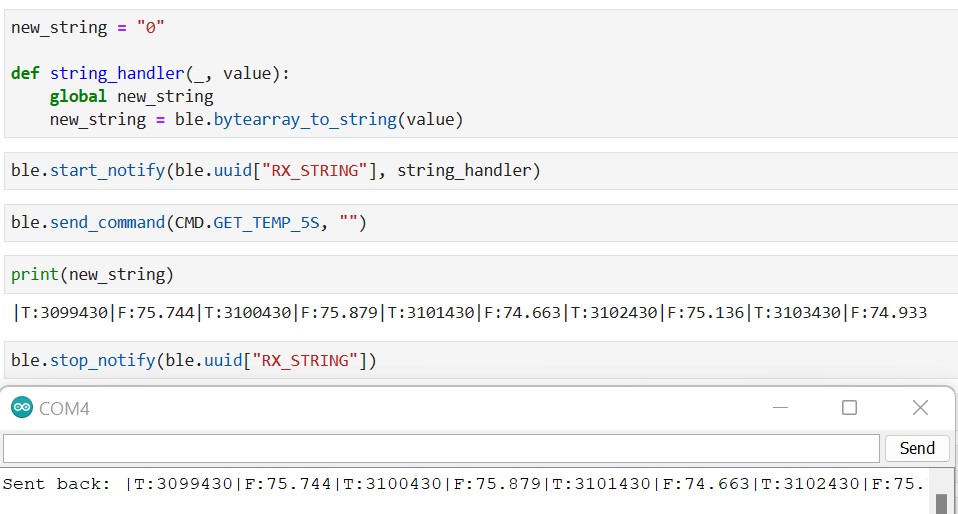 new_string = "0"
def string_handler(_, value):
    global new_string
    new_string = ble.bytearray_to_string(value)
ble.start_notify(ble.uuid["RX_STRING"], string_handler)
ble.send_command(CMD.GET_TEMP_5S, "")
print(new_string)
|T:3099430|F:75.744|T:3100430|F:75.879|T:3101430|F:74.663|T:3102430|F:75.136|T:3103430|F:74.933
ble.stop_notify(ble.uuid["RX_STRING"])
COM4
Send
Sent back: |T:3099430|F:75.744|T:3100430|F:75.879|T:3101430|F:74.663|T:3102430|F:75.